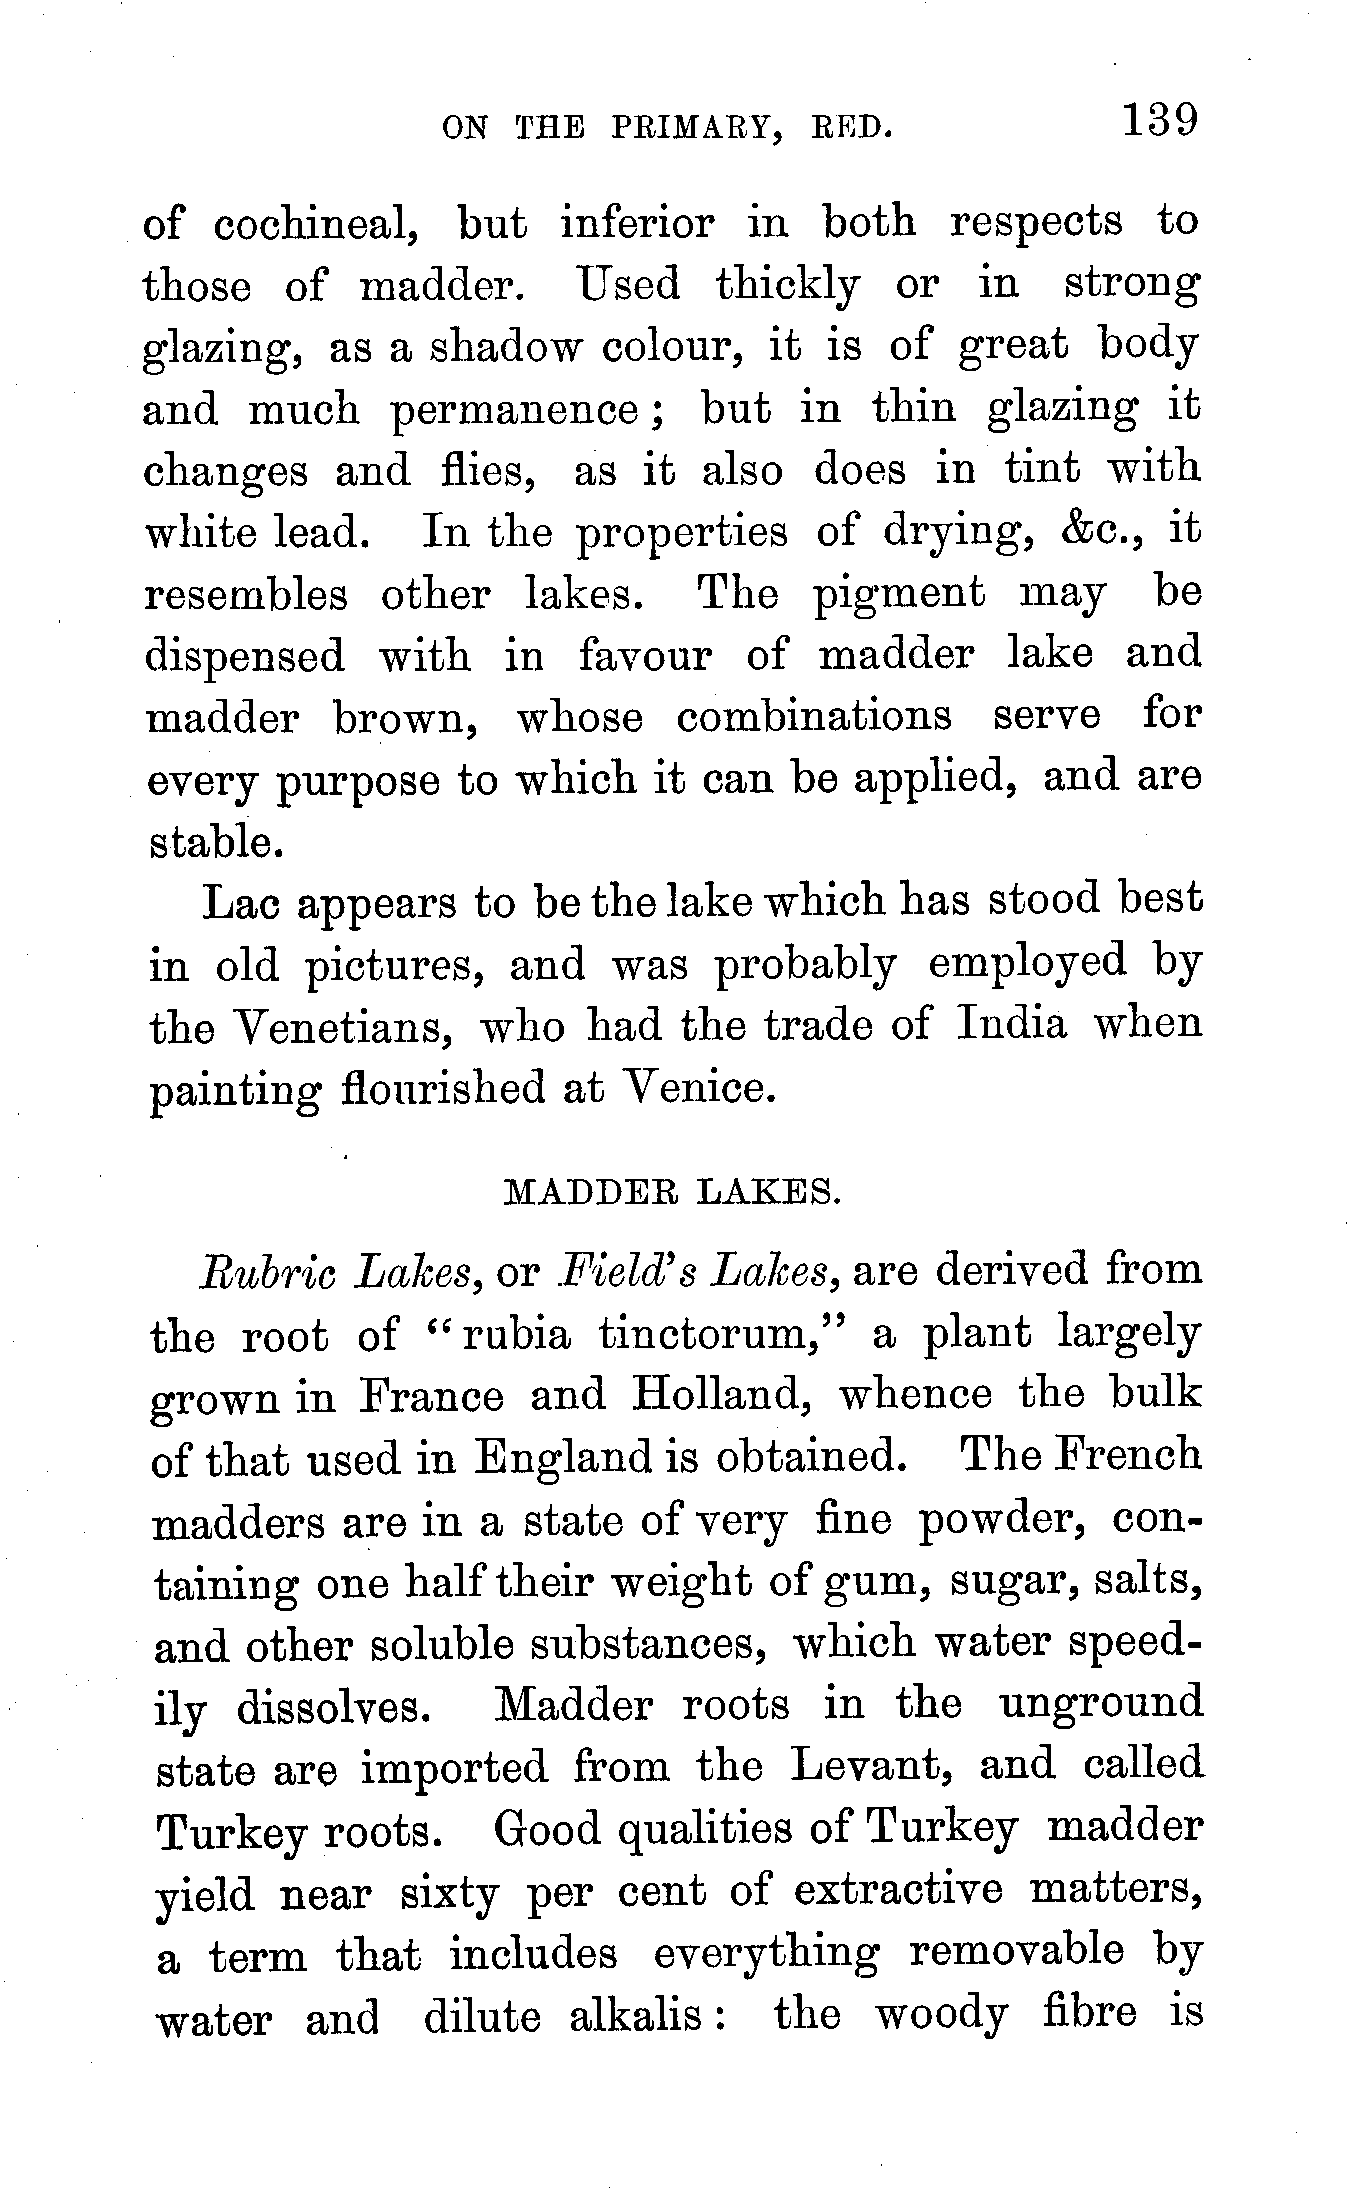 ON THE PRIMARY, RED. 139
of cochineal, but inferior in both respects to
those of madder. Used thickly or in strong
glazing, as a shadow colour, it is of great body
and much permanence ; but in thin glazing it
changes and flies, as it also does in tint with
white lead. In the properties of drying, &c., it
resembles other lakes. The pigment may be
dispensed with in favour of madder lake and
madder brown, whose combinations serve for
every purpose to which it can be applied, and are
stable.
Lac appears to be the lake which has stood best
in old pictures, and was probably employed by
the Venetians, who had the trade of India when
painting flourished at Venice.
MADDER LAKES.
Rubric Lakes, or Field's Lakes, are derived from
the root of “ rubia tinctorum,” a plant largely
grown in France and Holland, whence the bulk
of that used in England is obtained. The French
madders are in a state of very fine powder, con-
taining one half their weight of gum, sugar, salts,
and other soluble substances, which water speed-
ily dissolves. Madder roots in the unground
state are imported from the Levant, and called
Turkey roots. Good qualities of Turkey madder
yield near sixty per cent of extractive matters,
a term that includes everything removable by
water and dilute alkalis : the woody fibre is